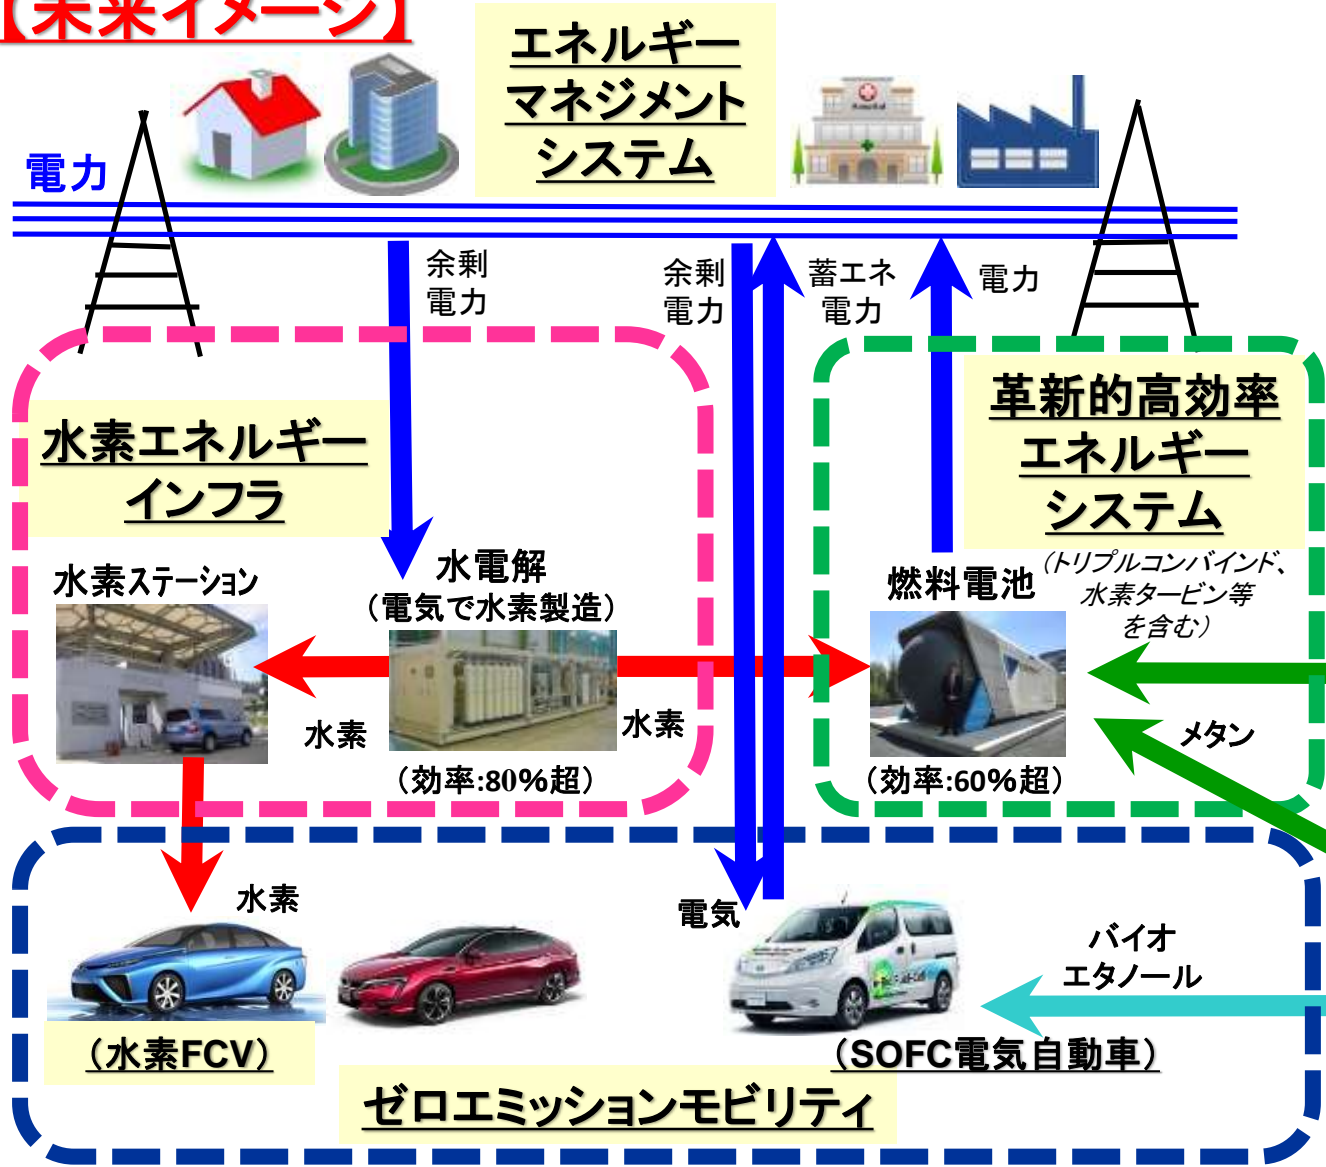 【未来イメージ】
エネルギー
マネジメント
システム
Hospital
電力
余剰
電力
余剰
電力
蓄エネ
電力
電力
水素エネルギー
インフラ
革新的高効率
エネルギー
システム
（トリプルコンバインド、
水素タービン等
を含む）
水素ステーション
水電解
（電気で水素製造）
燃料電池
水素
水素
メタン
（効率:80%超）
（効率:60%超）
水素
電気
バイオ
エタノール
（水素FCV）
（SOFC電気自動車）
ゼロエミッションモビリティ